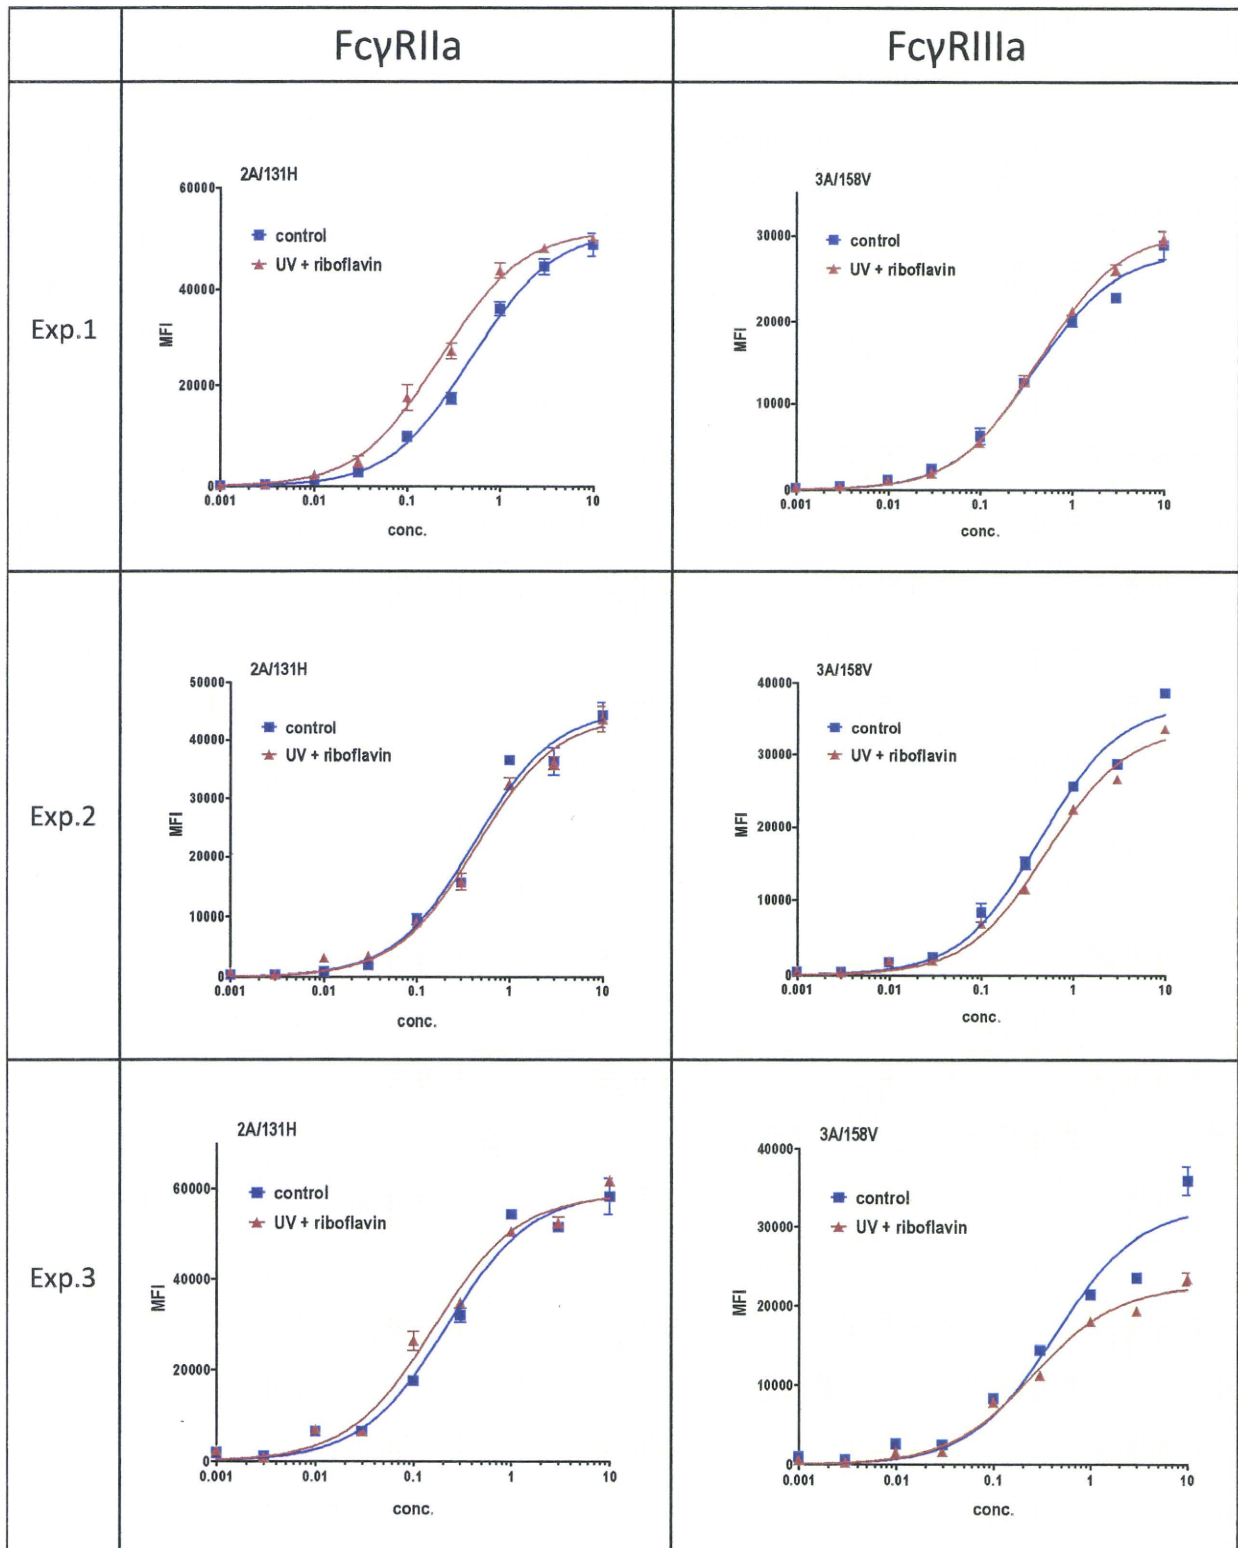 FcγRIIa
FcγRIIIa
Exp.1
2A/131H
60000
40000
20000
0
MFI
control
UV + riboflavin
0.001
0.01
0.1
1
10
conc.
3A/158V
30000
20000
10000
0
MFI
control
UV + riboflavin
0.001
0.01
0.1
1
10
conc.
Exp.2
2A/131H
50000
40000
30000
20000
10000
0
MFI
control
UV + riboflavin
0.001
0.01
0.1
1
10
conc.
3A/158V
40000
30000
20000
10000
0
MFI
control
UV + riboflavin
0.001
0.01
0.1
1
10
conc.
Exp.3
2A/131H
60000
40000
20000
0
MFI
control
UV + riboflavin
0.001
0.01
0.1
1
10
conc.
3A/158V
40000
30000
20000
10000
0
MFI
control
UV + riboflavin
0.001
0.01
0.1
1
10
conc.